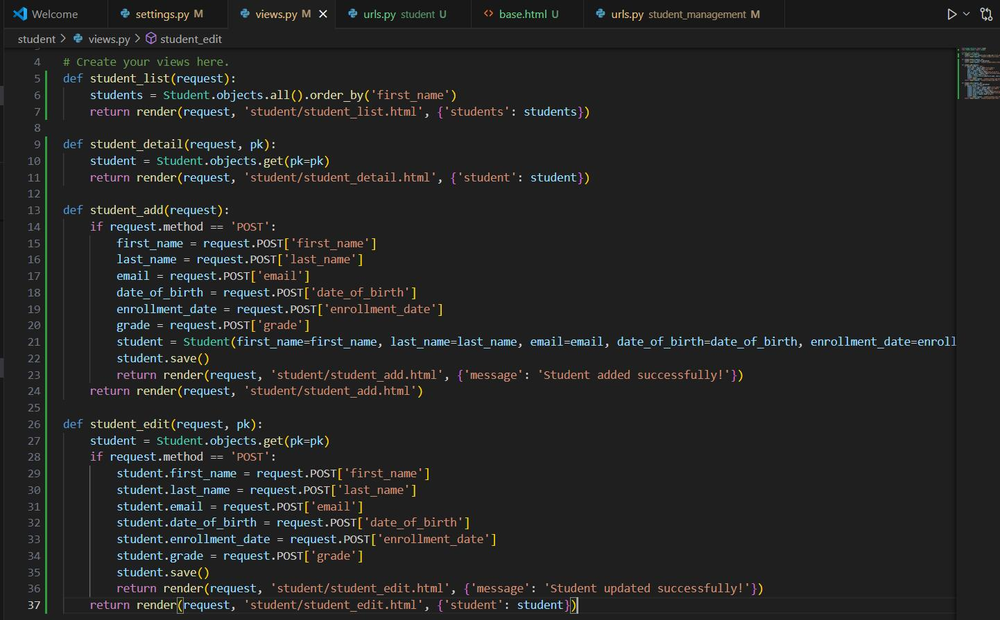 Welcome settings.py M views.py M urls.py student U base.html U urls.py student_management M
student > views.py > student_edit
4 # Create your views here.
5 def student_list(request):
6     students = Student.objects.all().order_by('first_name')
7     return render(request, 'student/student_list.html', {'students': students})
8
9 def student_detail(request, pk):
10     student = Student.objects.get(pk=pk)
11     return render(request, 'student/student_detail.html', {'student': student})
12
13 def student_add(request):
14     if request.method == 'POST':
15         first_name = request.POST['first_name']
16         last_name = request.POST['last_name']
17         email = request.POST['email']
18         date_of_birth = request.POST['date_of_birth']
19         enrollment_date = request.POST['enrollment_date']
20         grade = request.POST['grade']
21         student = Student(first_name=first_name, last_name=last_name, email=email, date_of_birth=date_of_birth, enrollment_date=enroll
22         student.save()
23         return render(request, 'student/student_add.html', {'message': 'Student added successfully!'})
24     return render(request, 'student/student_add.html')
25
26 def student_edit(request, pk):
27     student = Student.objects.get(pk=pk)
28     if request.method == 'POST':
29         student.first_name = request.POST['first_name']
30         student.last_name = request.POST['last_name']
31         student.email = request.POST['email']
32         student.date_of_birth = request.POST['date_of_birth']
33         student.enrollment_date = request.POST['enrollment_date']
34         student.grade = request.POST['grade']
35         student.save()
36         return render(request, 'student/student_edit.html', {'message': 'Student updated successfully!'})
37     return render(request, 'student/student_edit.html', {'student': student})